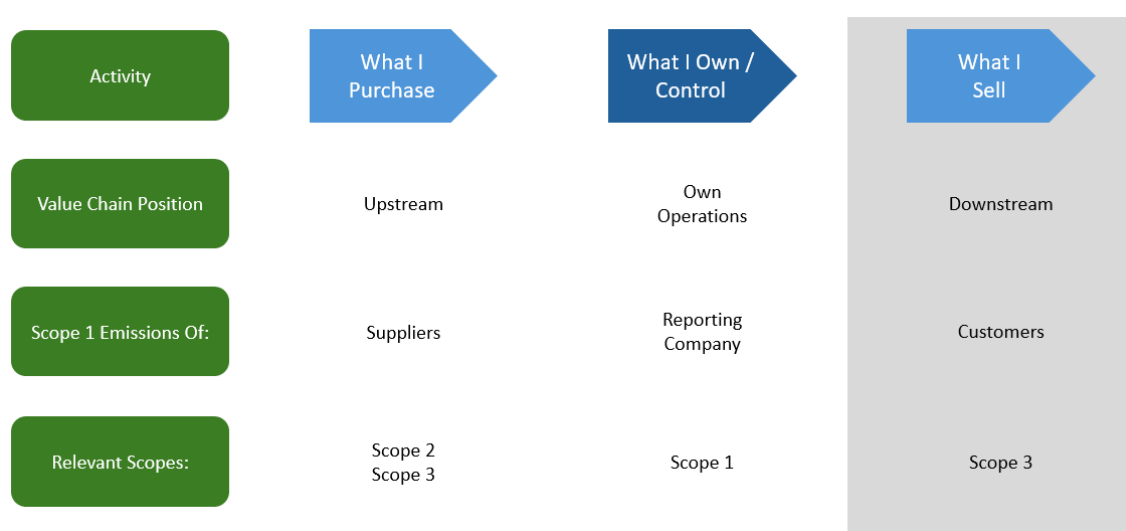 Activity
What I
Purchase
What I Own /
Control
What I
Sell
Value Chain Position
Upstream
Own
Operations
Downstream
Scope 1 Emissions Of:
Suppliers
Reporting
Company
Customers
Relevant Scopes:
Scope 2
Scope 3
Scope 1
Scope 3